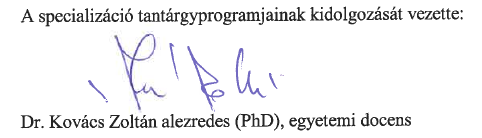 A specializáció tantárgyprogramjainak kidolgozását vezette:
Dr. Kovács Zoltán alezredes (PhD), egyetemi docens